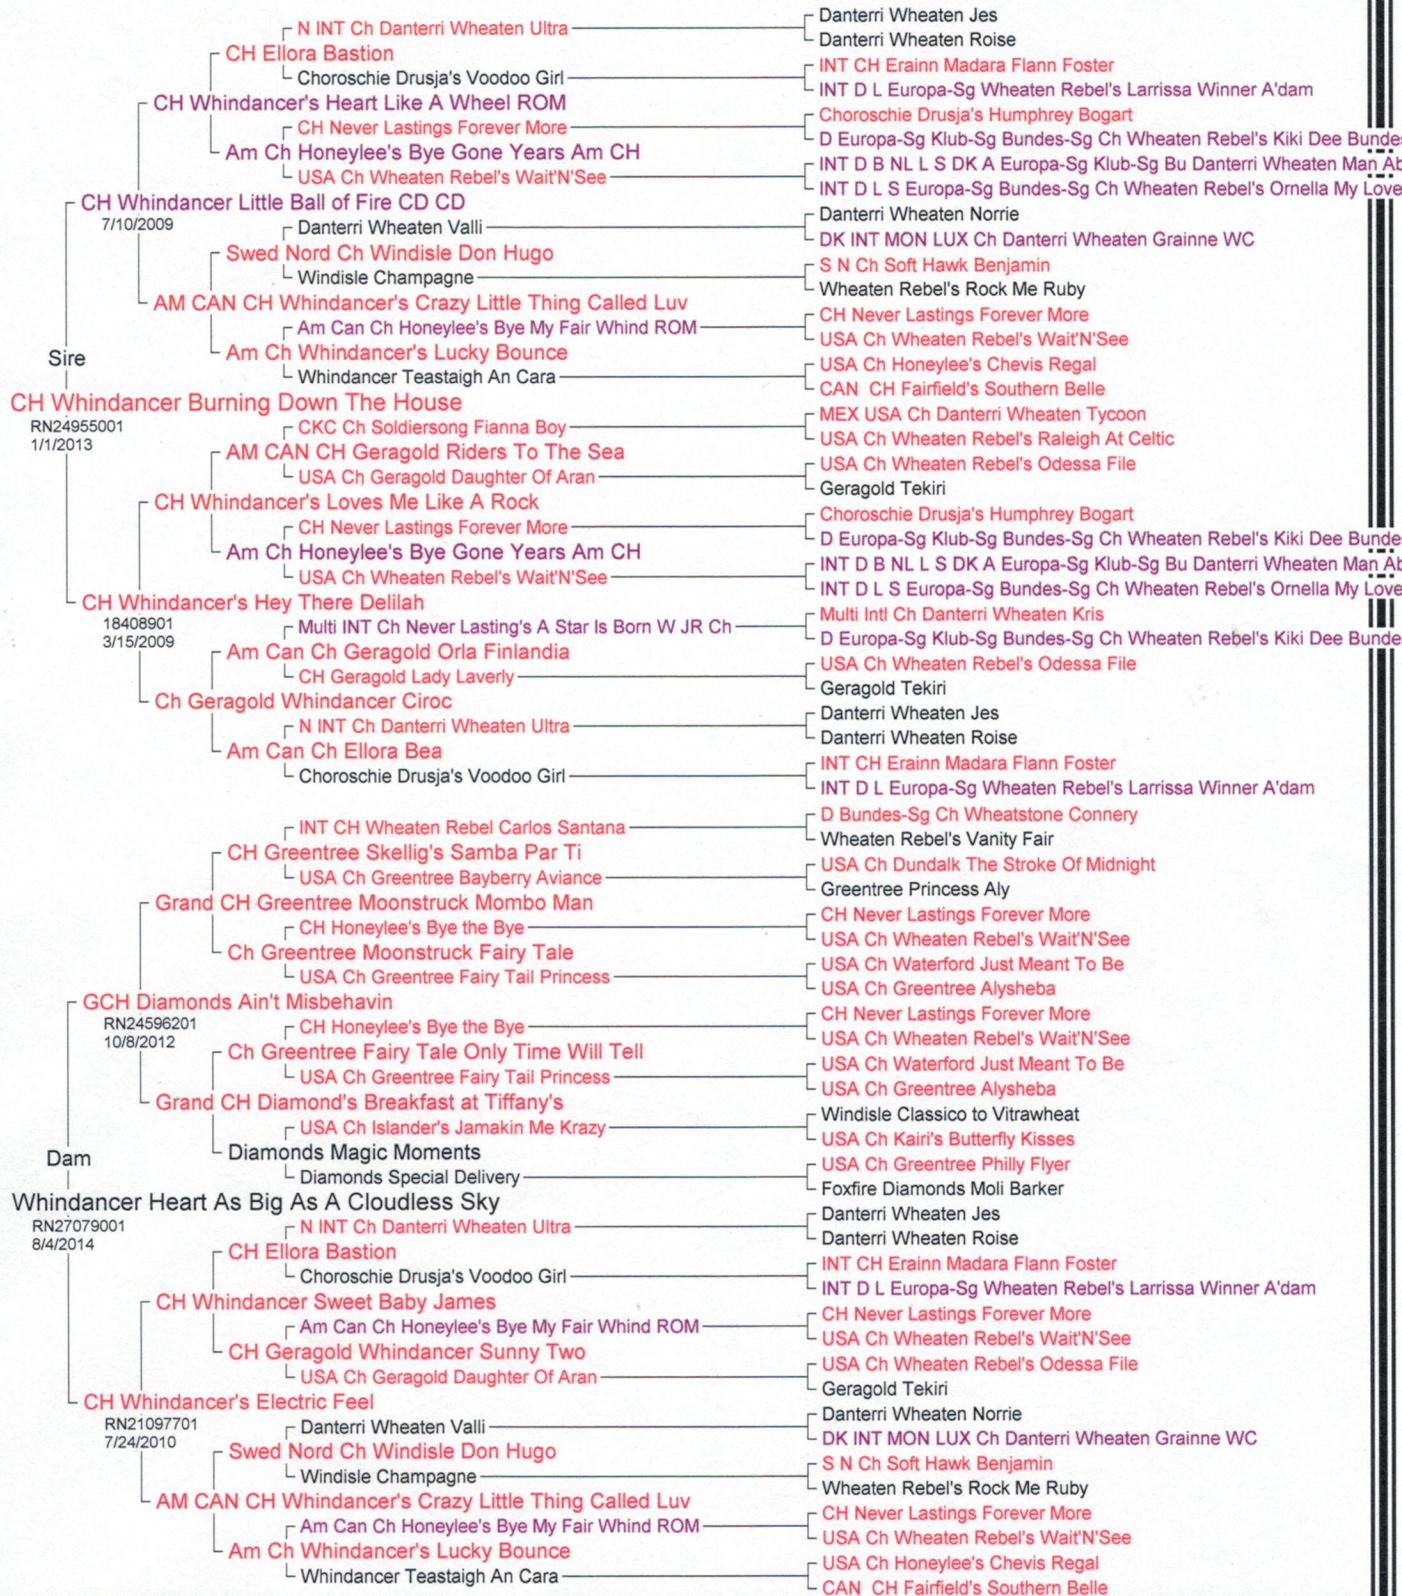 Danterri Wheaten Jes
N INT Ch Danterri Wheaten Ultra
Danterri Wheaten Roise
CH Ellora Bastion
INT CH Erainn Madara Flann Foster
Choroschie Drusja's Voodoo Girl
INT D L Europa-Sg Wheaten Rebel's Larrissa Winner A'dam
CH Whindancer's Heart Like A Wheel ROM
Choroschie Drusja's Humphrey Bogart
CH Never Lastings Forever More
D Europa-Sg Klub-Sg Bundes-Sg Ch Wheaten Rebel's Kiki Dee Bundes
Am Ch Honeylee's Bye Gone Years Am CH
INT D B NL L S DK A Europa-Sg Klub-Sg Bu Danterri Wheaten Man Ab
USA Ch Wheaten Rebel's Wait'N'See
INT D L S Europa-Sg Bundes-Sg Ch Wheaten Rebel's Ornella My Love
CH Whindancer Little Ball of Fire CD CD
7/10/2009
Danterri Wheaten Norrie
Danterri Wheaten Valli
DK INT MON LUX Ch Danterri Wheaten Grainne WC
Swed Nord Ch Windisle Don Hugo
S N Ch Soft Hawk Benjamin
Windisle Champagne
Wheaten Rebel's Rock Me Ruby
AM CAN CH Whindancer's Crazy Little Thing Called Luv
CH Never Lastings Forever More
Am Can Ch Honeylee's Bye My Fair Whind ROM
USA Ch Wheaten Rebel's Wait'N'See
Am Ch Whindancer's Lucky Bounce
USA Ch Honeylee's Chevis Regal
Whindancer Teastaigh An Cara
CAN CH Fairfield's Southern Belle
Sire
CH Whindancer Burning Down The House
RN24955001
1/1/2013
MEX USA Ch Danterri Wheaten Tycoon
CKC Ch Soldiersong Fianna Boy
USA Ch Wheaten Rebel's Raleigh At Celtic
AM CAN CH Geragold Riders To The Sea
USA Ch Wheaten Rebel's Odessa File
USA Ch Geragold Daughter Of Aran
Geragold Tekiri
CH Whindancer's Loves Me Like A Rock
Choroschie Drusja's Humphrey Bogart
CH Never Lastings Forever More
D Europa-Sg Klub-Sg Bundes-Sg Ch Wheaten Rebel's Kiki Dee Bundes
Am Ch Honeylee's Bye Gone Years Am CH
INT D B NL L S DK A Europa-Sg Klub-Sg Bu Danterri Wheaten Man Ab
USA Ch Wheaten Rebel's Wait'N'See
INT D L S Europa-Sg Bundes-Sg Ch Wheaten Rebel's Ornella My Love
CH Whindancer's Hey There Delilah
18408901
3/15/2009
Multi Intl Ch Danterri Wheaten Kris
Multi INT Ch Never Lasting's A Star Is Born W JR Ch
D Europa-Sg Klub-Sg Bundes-Sg Ch Wheaten Rebel's Kiki Dee Bundes
Am Can Ch Geragold Orla Finlandia
USA Ch Wheaten Rebel's Odessa File
CH Geragold Lady Laverly
Geragold Tekiri
Ch Geragold Whindancer Ciroc
Danterri Wheaten Jes
N INT Ch Danterri Wheaten Ultra
Danterri Wheaten Roise
Am Can Ch Ellora Bea
INT CH Erainn Madara Flann Foster
Choroschie Drusja's Voodoo Girl
INT D L Europa-Sg Wheaten Rebel's Larrissa Winner A'dam
D Bundes-Sg Ch Wheatstone Connery
INT CH Wheaten Rebel Carlos Santana
Wheaten Rebel's Vanity Fair
CH Greentree Skellig's Samba Par Ti
USA Ch Dundalk The Stroke Of Midnight
USA Ch Greentree Bayberry Aviance
Greentree Princess Aly
Grand CH Greentree Moonstruck Mombo Man
CH Never Lastings Forever More
CH Honeylee's Bye the Bye
USA Ch Wheaten Rebel's Wait'N'See
Ch Greentree Moonstruck Fairy Tale
USA Ch Waterford Just Meant To Be
USA Ch Greentree Fairy Tail Princess
USA Ch Greentree Alysheba
GCH Diamonds Ain't Misbehavin
RN24596201
10/8/2012
CH Never Lastings Forever More
CH Honeylee's Bye the Bye
USA Ch Wheaten Rebel's Wait'N'See
Ch Greentree Fairy Tale Only Time Will Tell
USA Ch Waterford Just Meant To Be
USA Ch Greentree Fairy Tail Princess
USA Ch Greentree Alysheba
Grand CH Diamond's Breakfast at Tiffany's
Windisle Classico to Vitrawheat
USA Ch Islander's Jamakin Me Krazy
USA Ch Kairi's Butterfly Kisses
Diamonds Magic Moments
USA Ch Greentree Philly Flyer
Diamonds Special Delivery
Foxfire Diamonds Moli Barker
Dam
Whindancer Heart As Big As A Cloudless Sky
RN27079001
8/4/2014
Danterri Wheaten Jes
N INT Ch Danterri Wheaten Ultra
Danterri Wheaten Roise
CH Ellora Bastion
INT CH Erainn Madara Flann Foster
Choroschie Drusja's Voodoo Girl
INT D L Europa-Sg Wheaten Rebel's Larrissa Winner A'dam
CH Whindancer Sweet Baby James
CH Never Lastings Forever More
Am Can Ch Honeylee's Bye My Fair Whind ROM
USA Ch Wheaten Rebel's Wait'N'See
CH Geragold Whindancer Sunny Two
USA Ch Wheaten Rebel's Odessa File
USA Ch Geragold Daughter Of Aran
Geragold Tekiri
CH Whindancer's Electric Feel
RN21097701
7/24/2010
Danterri Wheaten Norrie
Danterri Wheaten Valli
DK INT MON LUX Ch Danterri Wheaten Grainne WC
Swed Nord Ch Windisle Don Hugo
S N Ch Soft Hawk Benjamin
Windisle Champagne
Wheaten Rebel's Rock Me Ruby
AM CAN CH Whindancer's Crazy Little Thing Called Luv
CH Never Lastings Forever More
Am Can Ch Honeylee's Bye My Fair Whind ROM
USA Ch Wheaten Rebel's Wait'N'See
Am Ch Whindancer's Lucky Bounce
USA Ch Honeylee's Chevis Regal
Whindancer Teastaigh An Cara
CAN CH Fairfield's Southern Belle